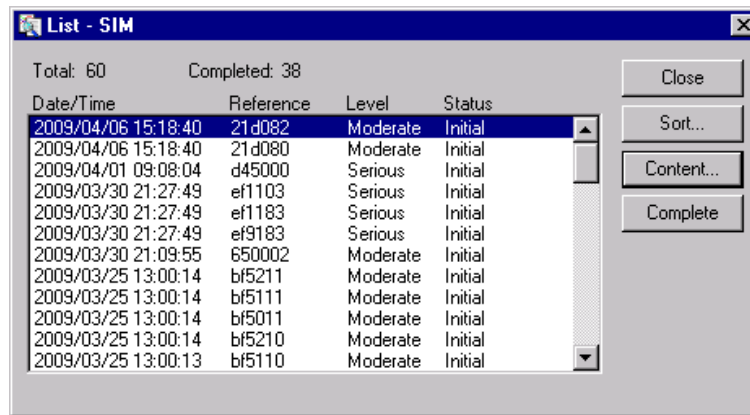 List - SIM
Total: 60 Completed: 38
Close
Date/Time Reference Level Status
2009/04/06 15:18:40 21d082 Moderate Initial
Sort...
2009/04/06 15:18:40 21d080 Moderate Initial
2009/04/01 09:08:04 d45000 Serious Initial
Content...
2009/03/30 21:27:49 ef1103 Serious Initial
2009/03/30 21:27:49 ef1183 Serious Initial
Complete
2009/03/30 21:27:49 ef9183 Serious Initial
2009/03/30 21:09:55 650002 Moderate Initial
2009/03/25 13:00:14 bf5211 Moderate Initial
2009/03/25 13:00:14 bf5111 Moderate Initial
2009/03/25 13:00:14 bf5011 Moderate Initial
2009/03/25 13:00:14 bf5210 Moderate Initial
2009/03/25 13:00:13 bf5110 Moderate Initial